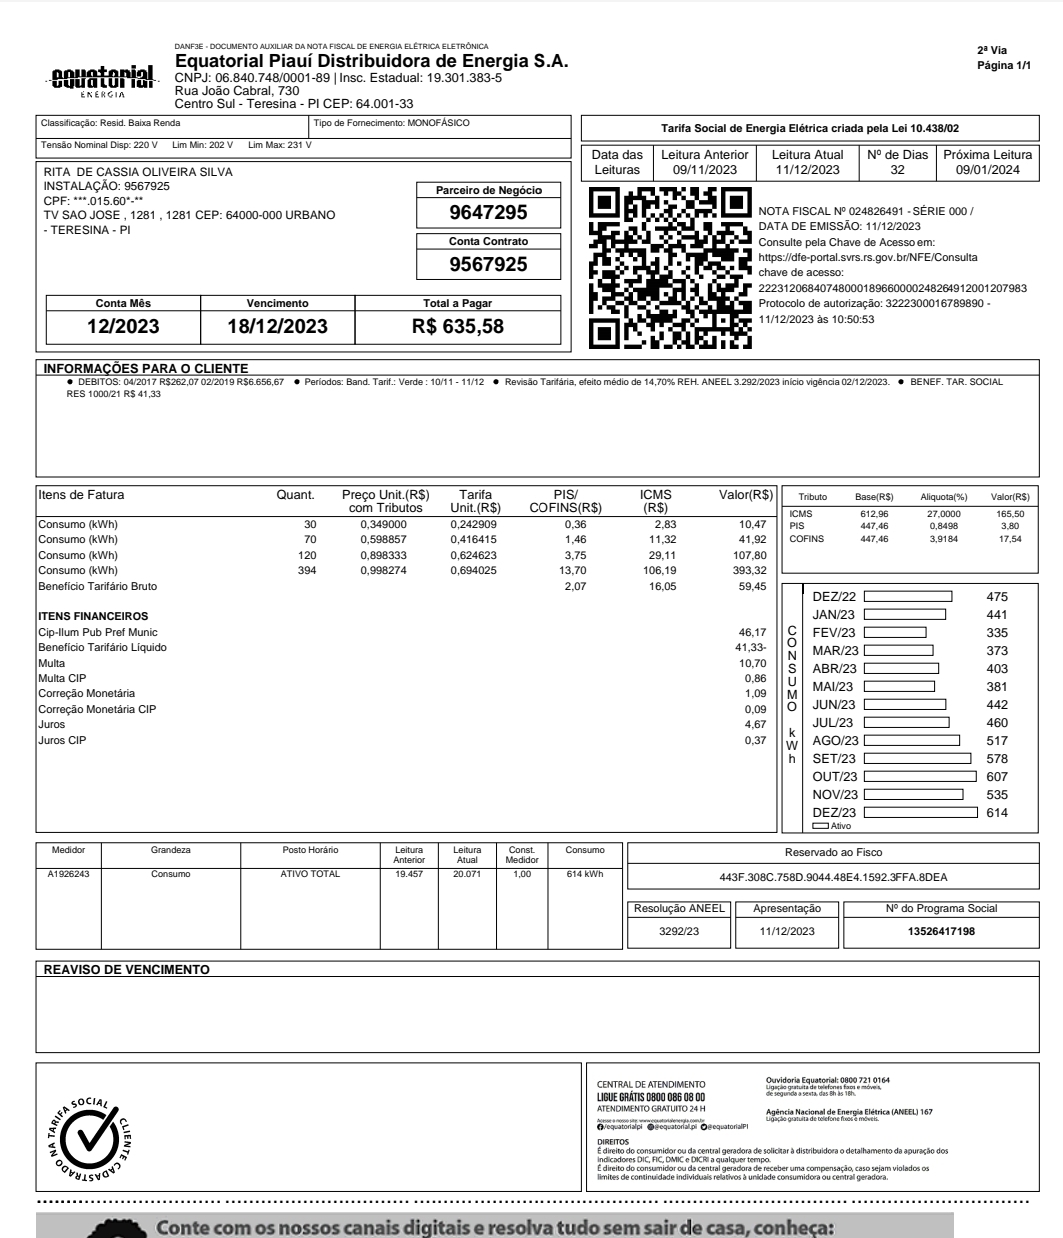 DANF3E - DOCUMENTO AUXILIAR DA NOTA FISCAL DE ENERGIA ELÉTRICA ELETRÔNICA
equatorial
ENERGIA
Equatorial Piauí Distribuidora de Energia S.A.
CNPJ: 06.840.748/0001-89 | Insc. Estadual: 19.301.383-5
Rua João Cabral, 730
Centro Sul - Teresina - PI CEP: 64.001-33
2ª Via
Página 1/1
Classificação: Resid. Baixa Renda
Tipo de Fornecimento: MONOFÁSICO
Tensão Nominal Disp: 220 V Lim Min: 202 V Lim Max: 231 V
Tarifa Social de Energia Elétrica criada pela Lei 10.438/02
Data das Leituras
Leitura Anterior 09/11/2023
Leitura Atual 11/12/2023
Nº de Dias 32
Próxima Leitura 09/01/2024
RITA DE CASSIA OLIVEIRA SILVA
INSTALAÇÃO: 9567925
CPF: ***.015.60*-**
TV SAO JOSE , 1281 , 1281 CEP: 64000-000 URBANO
- TERESINA - PI
Parceiro de Negócio
9647295
Conta Contrato
9567925
Conta Mês Vencimento Total a Pagar
12/2023 18/12/2023 R$ 635,58
NOTA FISCAL Nº 024826491 - SÉRIE 000 /
DATA DE EMISSÃO: 11/12/2023
Consulte pela Chave de Acesso em:
https://dfe-portal.svrs.rs.gov.br/NFE/Consulta
chave de acesso:
22231206840748000189660000248264912001207983
Protocolo de autorização: 3222300016789890 -
11/12/2023 às 10:50:53
INFORMAÇÕES PARA O CLIENTE
● DEBITOS: 04/2017 R$262,07 02/2019 R$6.656,67 ● Períodos: Band. Tarif.: Verde : 10/11 - 11/12 ● Revisão Tarifária, efeito médio de 14,70% REH. ANEEL 3.292/2023 início vigência 02/12/2023. ● BENEF. TAR. SOCIAL
RES 1000/21 R$ 41,33
Itens de Fatura Quant. Preço Unit.(R$) com Tributos Tarifa Unit.(R$) PIS/COFINS(R$) ICMS (R$) Valor(R$)
Consumo (kWh) 30 0,349000 0,242909 0,36 2,83 10,47
Consumo (kWh) 70 0,598857 0,416415 1,46 11,32 41,92
Consumo (kWh) 120 0,898333 0,624623 3,75 29,11 107,80
Consumo (kWh) 394 0,998274 0,694025 13,70 106,19 393,32
Benefício Tarifário Bruto 2,07 16,05 59,45
ITENS FINANCEIROS
Cip-Ilum Pub Pref Munic 46,17
Benefício Tarifário Líquido 41,33-
Multa 10,70
Multa CIP 0,86
Correção Monetária 1,09
Correção Monetária CIP 0,09
Juros 4,67
Juros CIP 0,37
Tributo Base(R$) Aliquota(%) Valor(R$)
ICMS 612,96 27,0000 165,50
PIS 447,46 0,8498 3,80
COFINS 447,46 3,9184 17,54
CONSUMO kWh
DEZ/22 475
JAN/23 441
FEV/23 335
MAR/23 373
ABR/23 403
MAI/23 381
JUN/23 442
JUL/23 460
AGO/23 517
SET/23 578
OUT/23 607
NOV/23 535
DEZ/23 614
Ativo
Medidor Grandeza Posto Horário Leitura Anterior Leitura Atual Const. Medidor Consumo
A1926243 Consumo ATIVO TOTAL 19.457 20.071 1,00 614 kWh
Reservado ao Fisco
443F.308C.758D.9044.48E4.1592.3FFA.8DEA
Resolução ANEEL Apresentação Nº do Programa Social
3292/23 11/12/2023 13526417198
REAVISO DE VENCIMENTO
CLIENTE CADASTRADO NA TARIFA SOCIAL
CENTRAL DE ATENDIMENTO
LIGUE GRÁTIS 0800 086 08 00
ATENDIMENTO GRATUITO 24 H
Acesse o nosso site: www.equatorialenergia.com.br
/equatorialpi @equatorial.pi @equatorialPI
Ouvidoria Equatorial: 0800 721 0164
Ligação gratuita de telefones fixos e móveis,
de segunda a sexta, das 8h às 18h.
Agência Nacional de Energia Elétrica (ANEEL) 167
Ligação gratuita de telefone fixos e móveis.
DIREITOS
É direito do consumidor ou da central geradora de solicitar à distribuidora o detalhamento da apuração dos
indicadores DIC, FIC, DMIC e DICRI a qualquer tempo.
É direito do consumidor ou da central geradora de receber uma compensação, caso sejam violados os
limites de continuidade individuais relativos à unidade consumidora ou central geradora.
Conte com os nossos canais digitais e resolva tudo sem sair de casa, conheça: